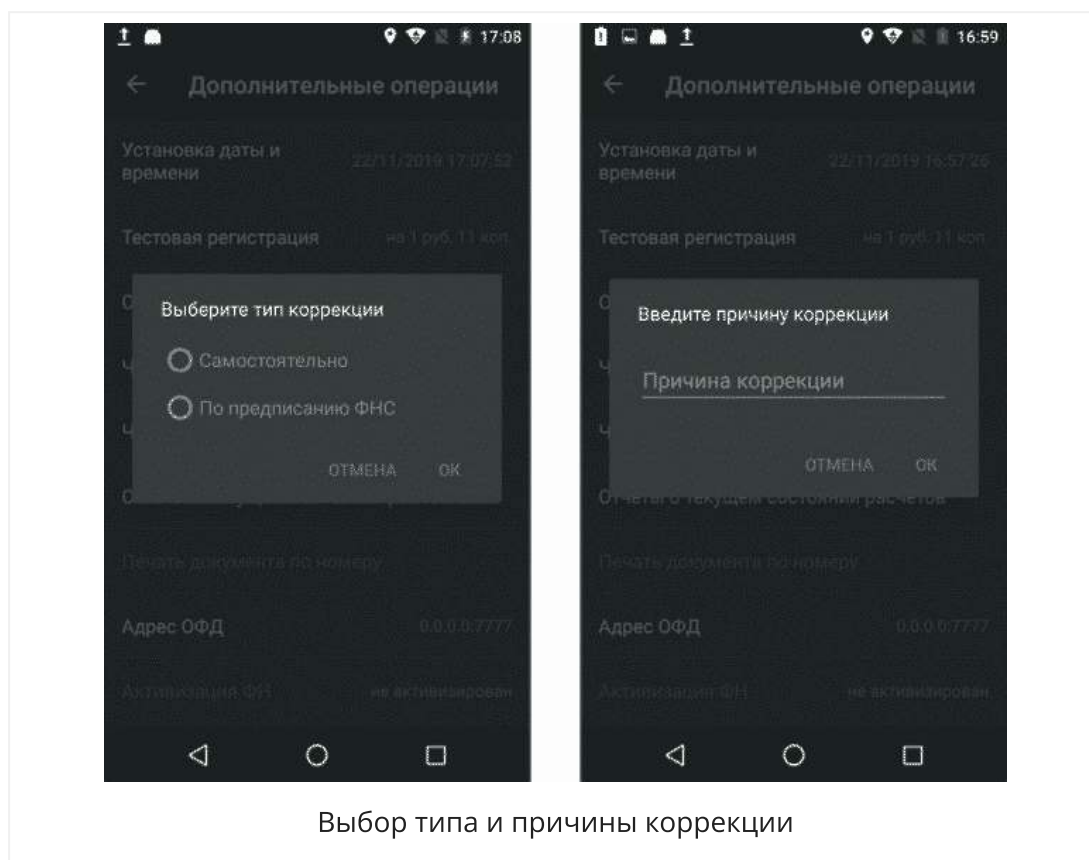 17:08
Дополнительные операции
Установка даты и
времени
22/11/2019 17:07:52
Тестовая регистрация
на 1 руб. 11 коп.
Выберите тип коррекции
Самостоятельно
По предписанию ФНС
ОТМЕНА ОК
Печать документа по номеру
Адрес ОФД
0.0.0.0:7777
Активизация ФН
не активизирован
16:59
Дополнительные операции
Установка даты и
времени
22/11/2019 16:57:26
Тестовая регистрация
на 1 руб. 11 коп.
Введите причину коррекции
Причина коррекции
ОТМЕНА ОК
Отчет о текущем состоянии расчетов
Печать документа по номеру
Адрес ОФД
0.0.0.0:7777
Активизация ФН
не активизирован
Выбор типа и причины коррекции